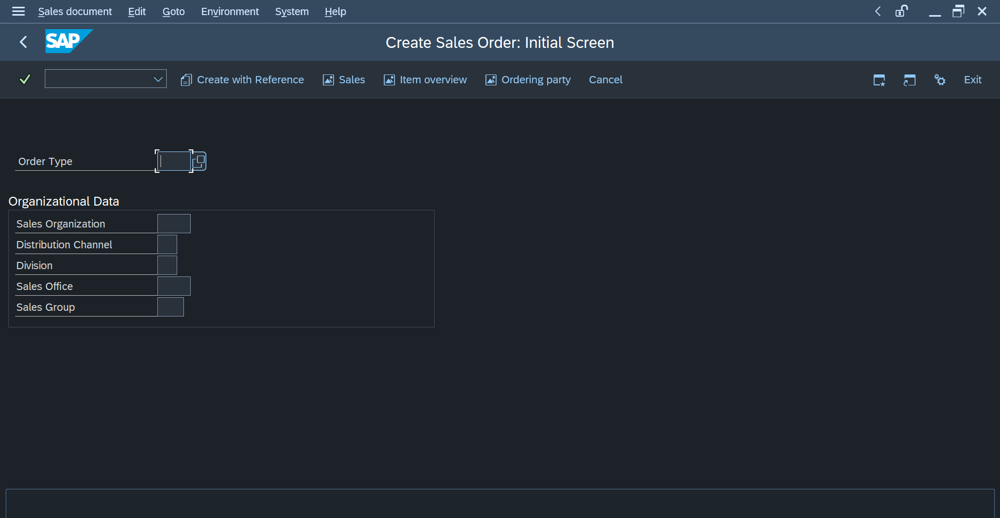 Sales document Edit Goto Environment System Help
SAP
Create Sales Order: Initial Screen
Create with Reference Sales Item overview Ordering party Cancel Exit
Order Type
Organizational Data
Sales Organization
Distribution Channel
Division
Sales Office
Sales Group